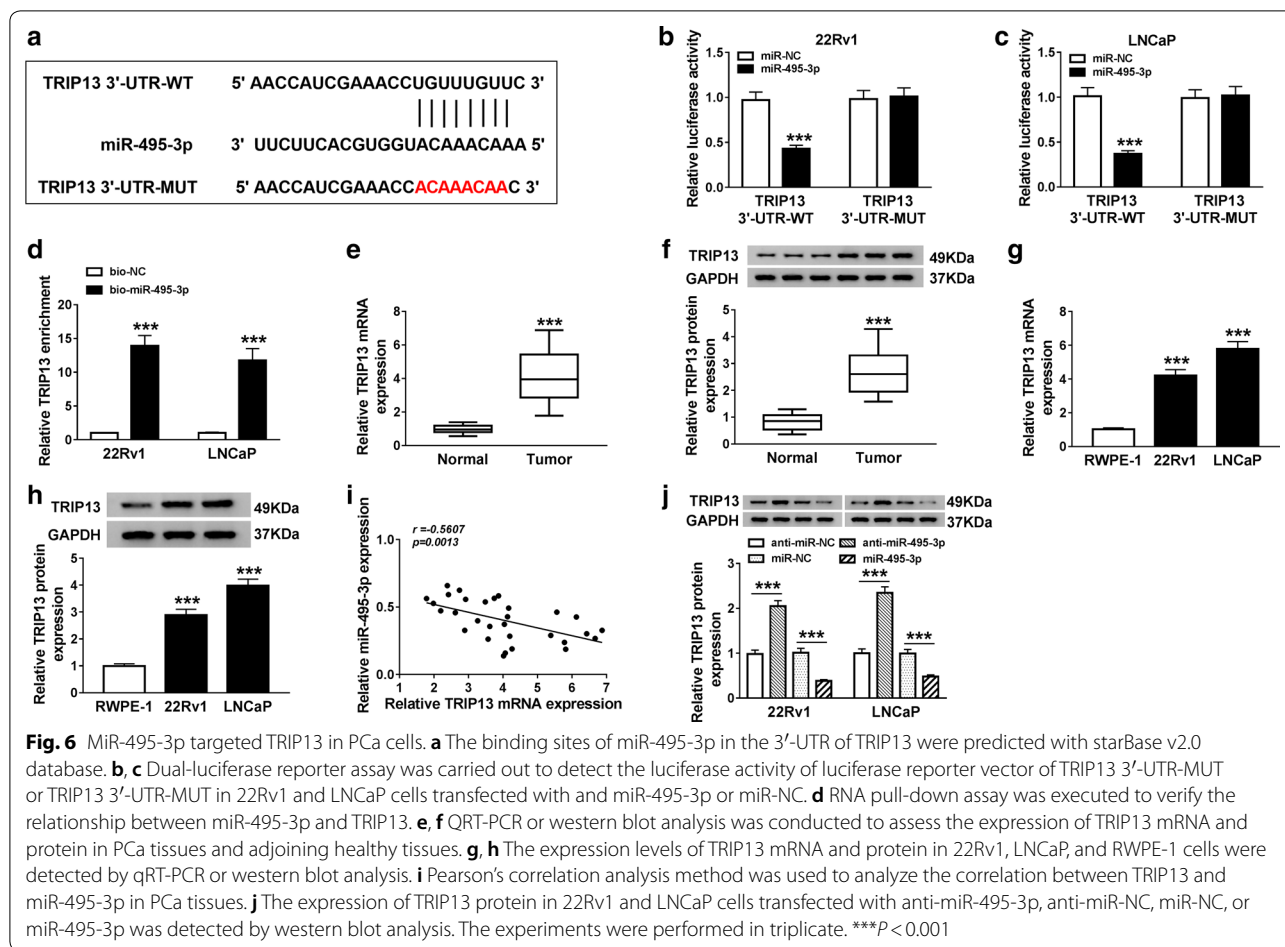 a
TRIP13 3'-UTR-WT 5' AACCAUCGAAACCUGUUUGUUC 3'
miR-495-3p 3' UUCUUCACGUGGUACAAACAAA 5'
TRIP13 3'-UTR-MUT 5' AACCAUCGAAACCACAAACAAC 3'
b
22Rv1
miR-NC
miR-495-3p
Relative luciferase activity
1.5
1.0
0.5
0.0
***
TRIP13 TRIP13
3'-UTR-WT 3'-UTR-MUT
c
LNCaP
miR-NC
miR-495-3p
Relative luciferase activity
1.5
1.0
0.5
0.0
***
TRIP13 TRIP13
3'-UTR-WT 3'-UTR-MUT
d
bio-NC
bio-miR-495-3p
Relative TRIP13 enrichment
20
15
10
5
0
*** ***
22Rv1 LNCaP
e
Relative TRIP13 mRNA
expression
8
6
4
2
0
***
Normal Tumor
f
TRIP13 49KDa
GAPDH 37KDa
Relative TRIP13 protein
expression
5
4
3
2
1
0
***
Normal Tumor
g
Relative TRIP13 mRNA
expression
8
6
4
2
0
*** ***
RWPE-1 22Rv1 LNCaP
h
TRIP13 49KDa
GAPDH 37KDa
Relative TRIP13 protein
expression
5
4
3
2
1
0
*** ***
RWPE-1 22Rv1 LNCaP
i
r =-0.5607
p=0.0013
Relative miR-495-3p expression
1.0
0.5
0.0
1 2 3 4 5 6 7
Relative TRIP13 mRNA expression
j
TRIP13 49KDa
GAPDH 37KDa
anti-miR-NC anti-miR-495-3p
miR-NC miR-495-3p
Relative TRIP13 protein
expression
3
2
1
0
*** *** *** ***
22Rv1 LNCaP
Fig. 6 MiR-495-3p targeted TRIP13 in PCa cells. a The binding sites of miR-495-3p in the 3′-UTR of TRIP13 were predicted with starBase v2.0
database. b, c Dual-luciferase reporter assay was carried out to detect the luciferase activity of luciferase reporter vector of TRIP13 3′-UTR-MUT
or TRIP13 3′-UTR-MUT in 22Rv1 and LNCaP cells transfected with and miR-495-3p or miR-NC. d RNA pull-down assay was executed to verify the
relationship between miR-495-3p and TRIP13. e, f QRT-PCR or western blot analysis was conducted to assess the expression of TRIP13 mRNA and
protein in PCa tissues and adjoining healthy tissues. g, h The expression levels of TRIP13 mRNA and protein in 22Rv1, LNCaP, and RWPE-1 cells were
detected by qRT-PCR or western blot analysis. i Pearson's correlation analysis method was used to analyze the correlation between TRIP13 and
miR-495-3p in PCa tissues. j The expression of TRIP13 protein in 22Rv1 and LNCaP cells transfected with anti-miR-495-3p, anti-miR-NC, miR-NC, or
miR-495-3p was detected by western blot analysis. The experiments were performed in triplicate. ***P < 0.001